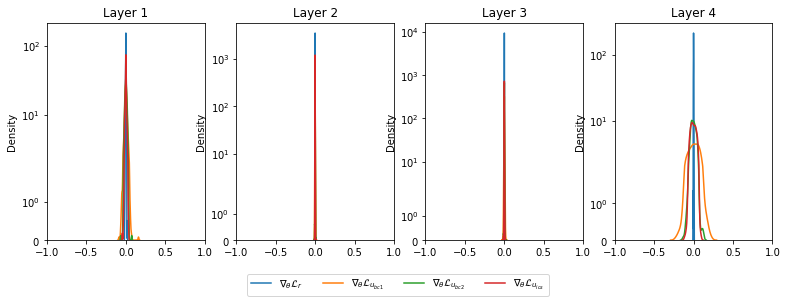 Layer 1 Layer 2 Layer 3 Layer 4
Density Density Density Density
10² 10¹ 10⁰ 0
10³ 10² 10¹ 10⁰ 0
10⁴ 10³ 10² 10¹ 10⁰ 0
10² 10¹ 10⁰ 0
−1.0 −0.5 0.0 0.5 1.0 −1.0 −0.5 0.0 0.5 1.0 −1.0 −0.5 0.0 0.5 1.0 −1.0 −0.5 0.0 0.5 1.0
∇θℒr ∇θℒu_bc1 ∇θℒu_bc2 ∇θℒu_ics